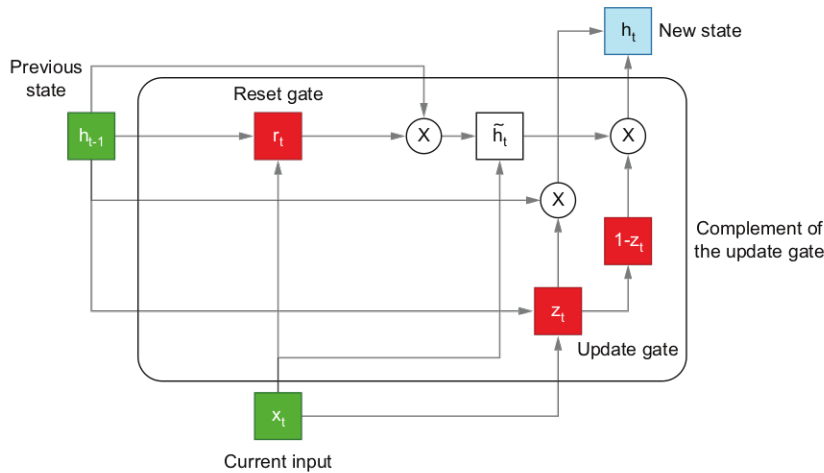 h_t
New state
Previous
state
Reset gate
h_t-1
r_t
X
h̃_t
X
X
1-z_t
Complement of
the update gate
z_t
Update gate
x_t
Current input